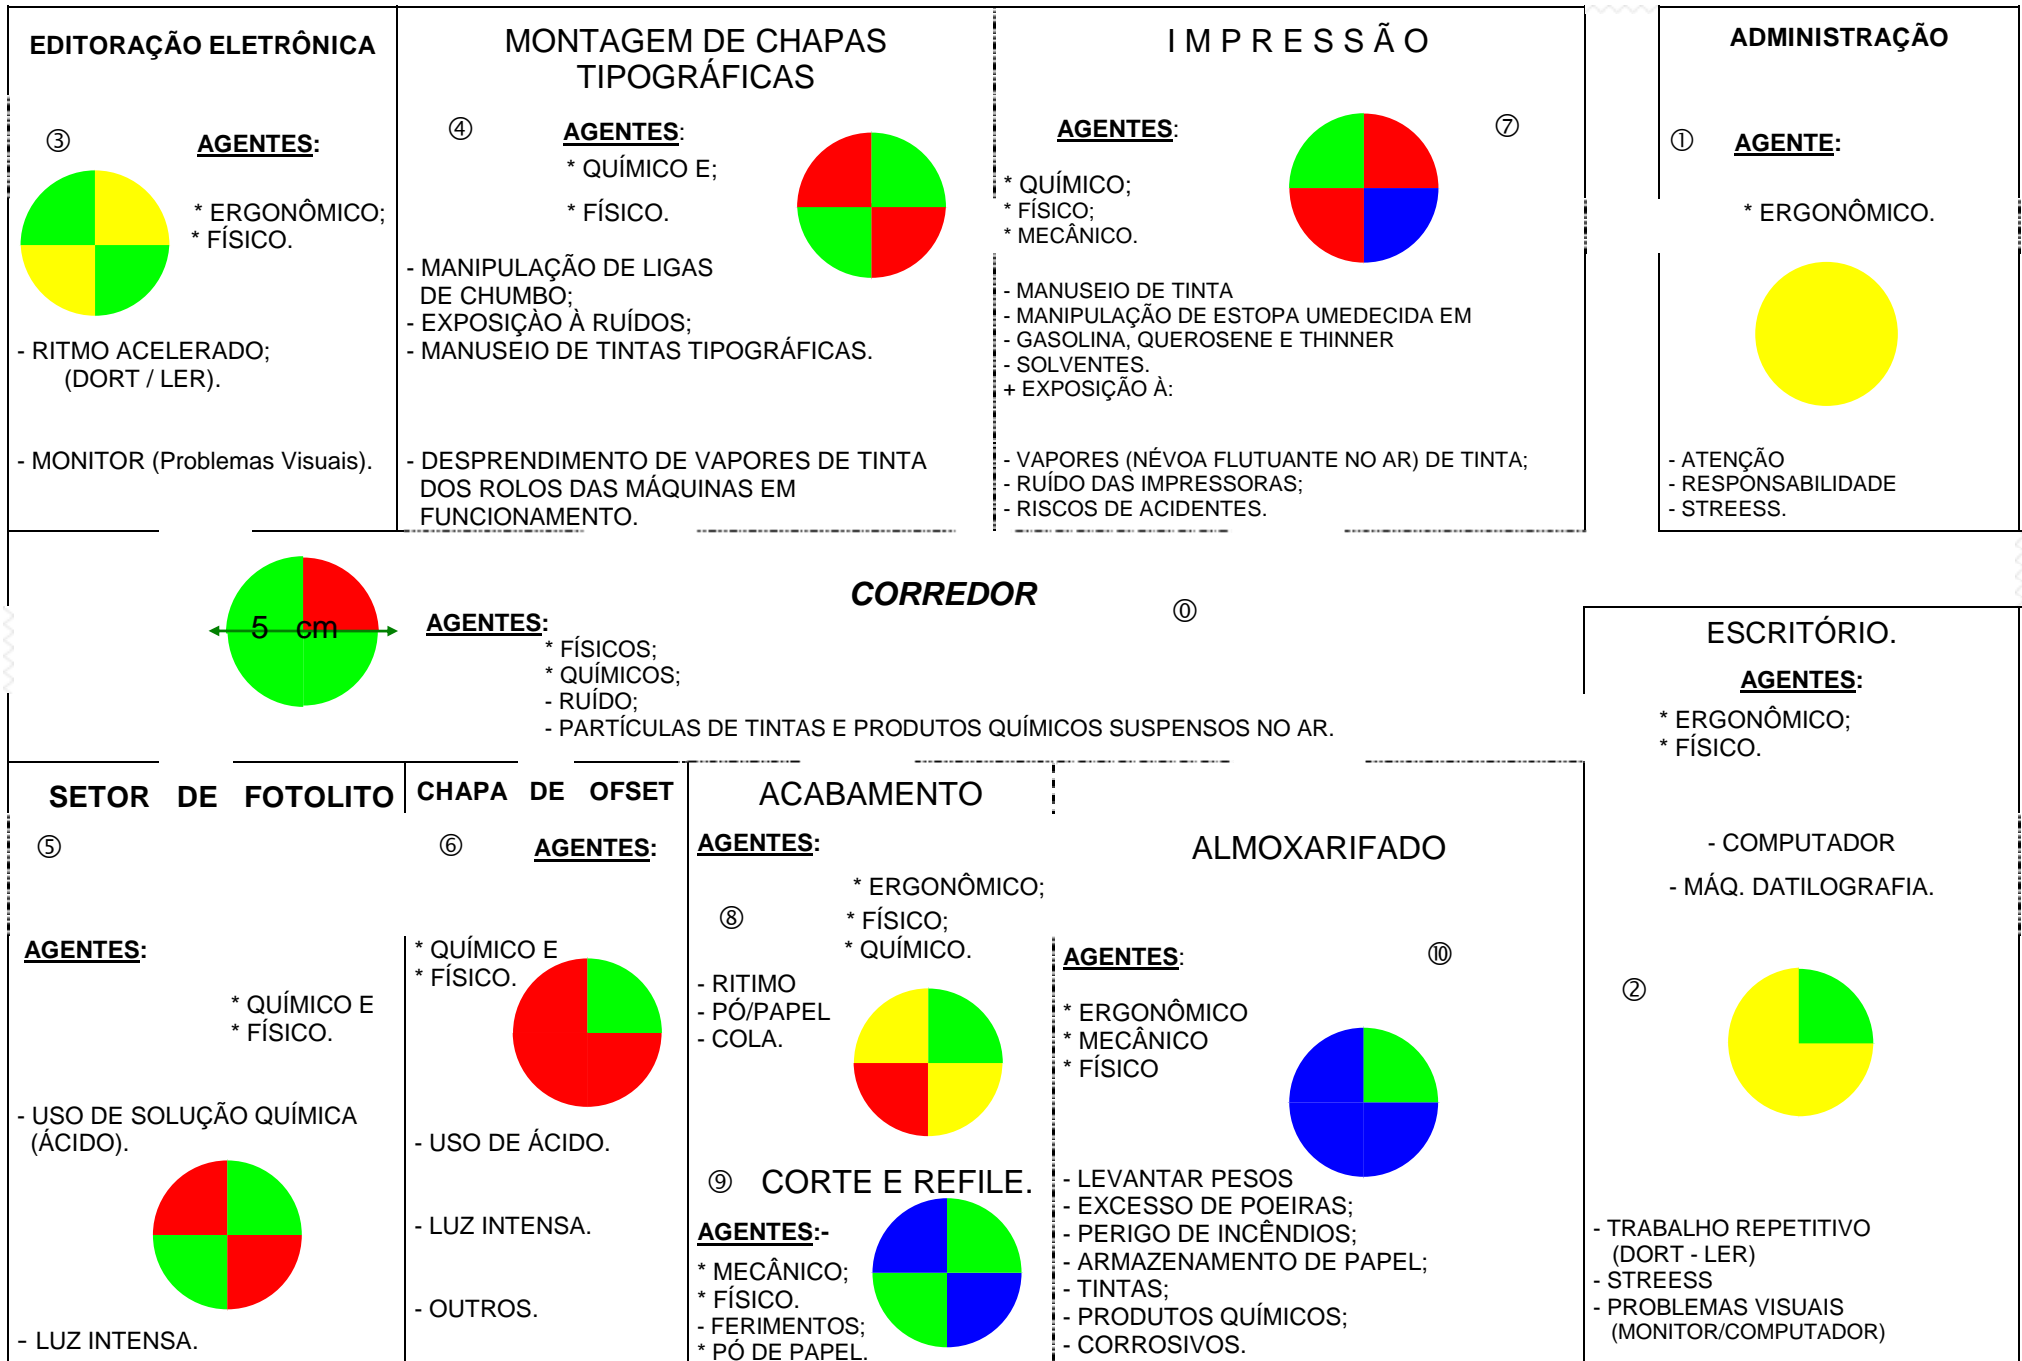 EDITORAÇÃO ELETRÔNICA
③
AGENTES:
* ERGONÔMICO;
* FÍSICO.
- RITMO ACELERADO;
(DORT / LER).
- MONITOR (Problemas Visuais).
MONTAGEM DE CHAPAS
TIPOGRÁFICAS
④
AGENTES:
* QUÍMICO E;
* FÍSICO.
- MANIPULAÇÃO DE LIGAS
DE CHUMBO;
- EXPOSIÇÀO À RUÍDOS;
- MANUSEIO DE TINTAS TIPOGRÁFICAS.
- DESPRENDIMENTO DE VAPORES DE TINTA
DOS ROLOS DAS MÁQUINAS EM
FUNCIONAMENTO.
I M P R E S S Ã O
AGENTES:
⑦
* QUÍMICO;
* FÍSICO;
* MECÂNICO.
- MANUSEIO DE TINTA
- MANIPULAÇÃO DE ESTOPA UMEDECIDA EM
- GASOLINA, QUEROSENE E THINNER
- SOLVENTES.
+ EXPOSIÇÃO À:
- VAPORES (NÉVOA FLUTUANTE NO AR) DE TINTA;
- RUÍDO DAS IMPRESSORAS;
- RISCOS DE ACIDENTES.
ADMINISTRAÇÃO
①
AGENTE:
* ERGONÔMICO.
- ATENÇÃO
- RESPONSABILIDADE
- STREESS.
CORREDOR
⓪
5 cm
AGENTES:
* FÍSICOS;
* QUÍMICOS;
- RUÍDO;
- PARTÍCULAS DE TINTAS E PRODUTOS QUÍMICOS SUSPENSOS NO AR.
ESCRITÓRIO.
AGENTES:
* ERGONÔMICO;
* FÍSICO.
- COMPUTADOR
- MÁQ. DATILOGRAFIA.
②
- TRABALHO REPETITIVO
(DORT - LER)
- STREESS
- PROBLEMAS VISUAIS
(MONITOR/COMPUTADOR)
SETOR DE FOTOLITO
⑤
AGENTES:
* QUÍMICO E
* FÍSICO.
- USO DE SOLUÇÃO QUÍMICA
(ÁCIDO).
- LUZ INTENSA.
CHAPA DE OFSET
⑥
AGENTES:
* QUÍMICO E
* FÍSICO.
- USO DE ÁCIDO.
- LUZ INTENSA.
- OUTROS.
ACABAMENTO
AGENTES:
* ERGONÔMICO;
⑧
* FÍSICO;
* QUÍMICO.
- RITIMO
- PÓ/PAPEL
- COLA.
⑨ CORTE E REFILE.
AGENTES:-
* MECÂNICO;
* FÍSICO.
- FERIMENTOS;
* PÓ DE PAPEL.
ALMOXARIFADO
AGENTES:
⑩
* ERGONÔMICO
* MECÂNICO
* FÍSICO
- LEVANTAR PESOS
- EXCESSO DE POEIRAS;
- PERIGO DE INCÊNDIOS;
- ARMAZENAMENTO DE PAPEL;
- TINTAS;
- PRODUTOS QUÍMICOS;
- CORROSIVOS.